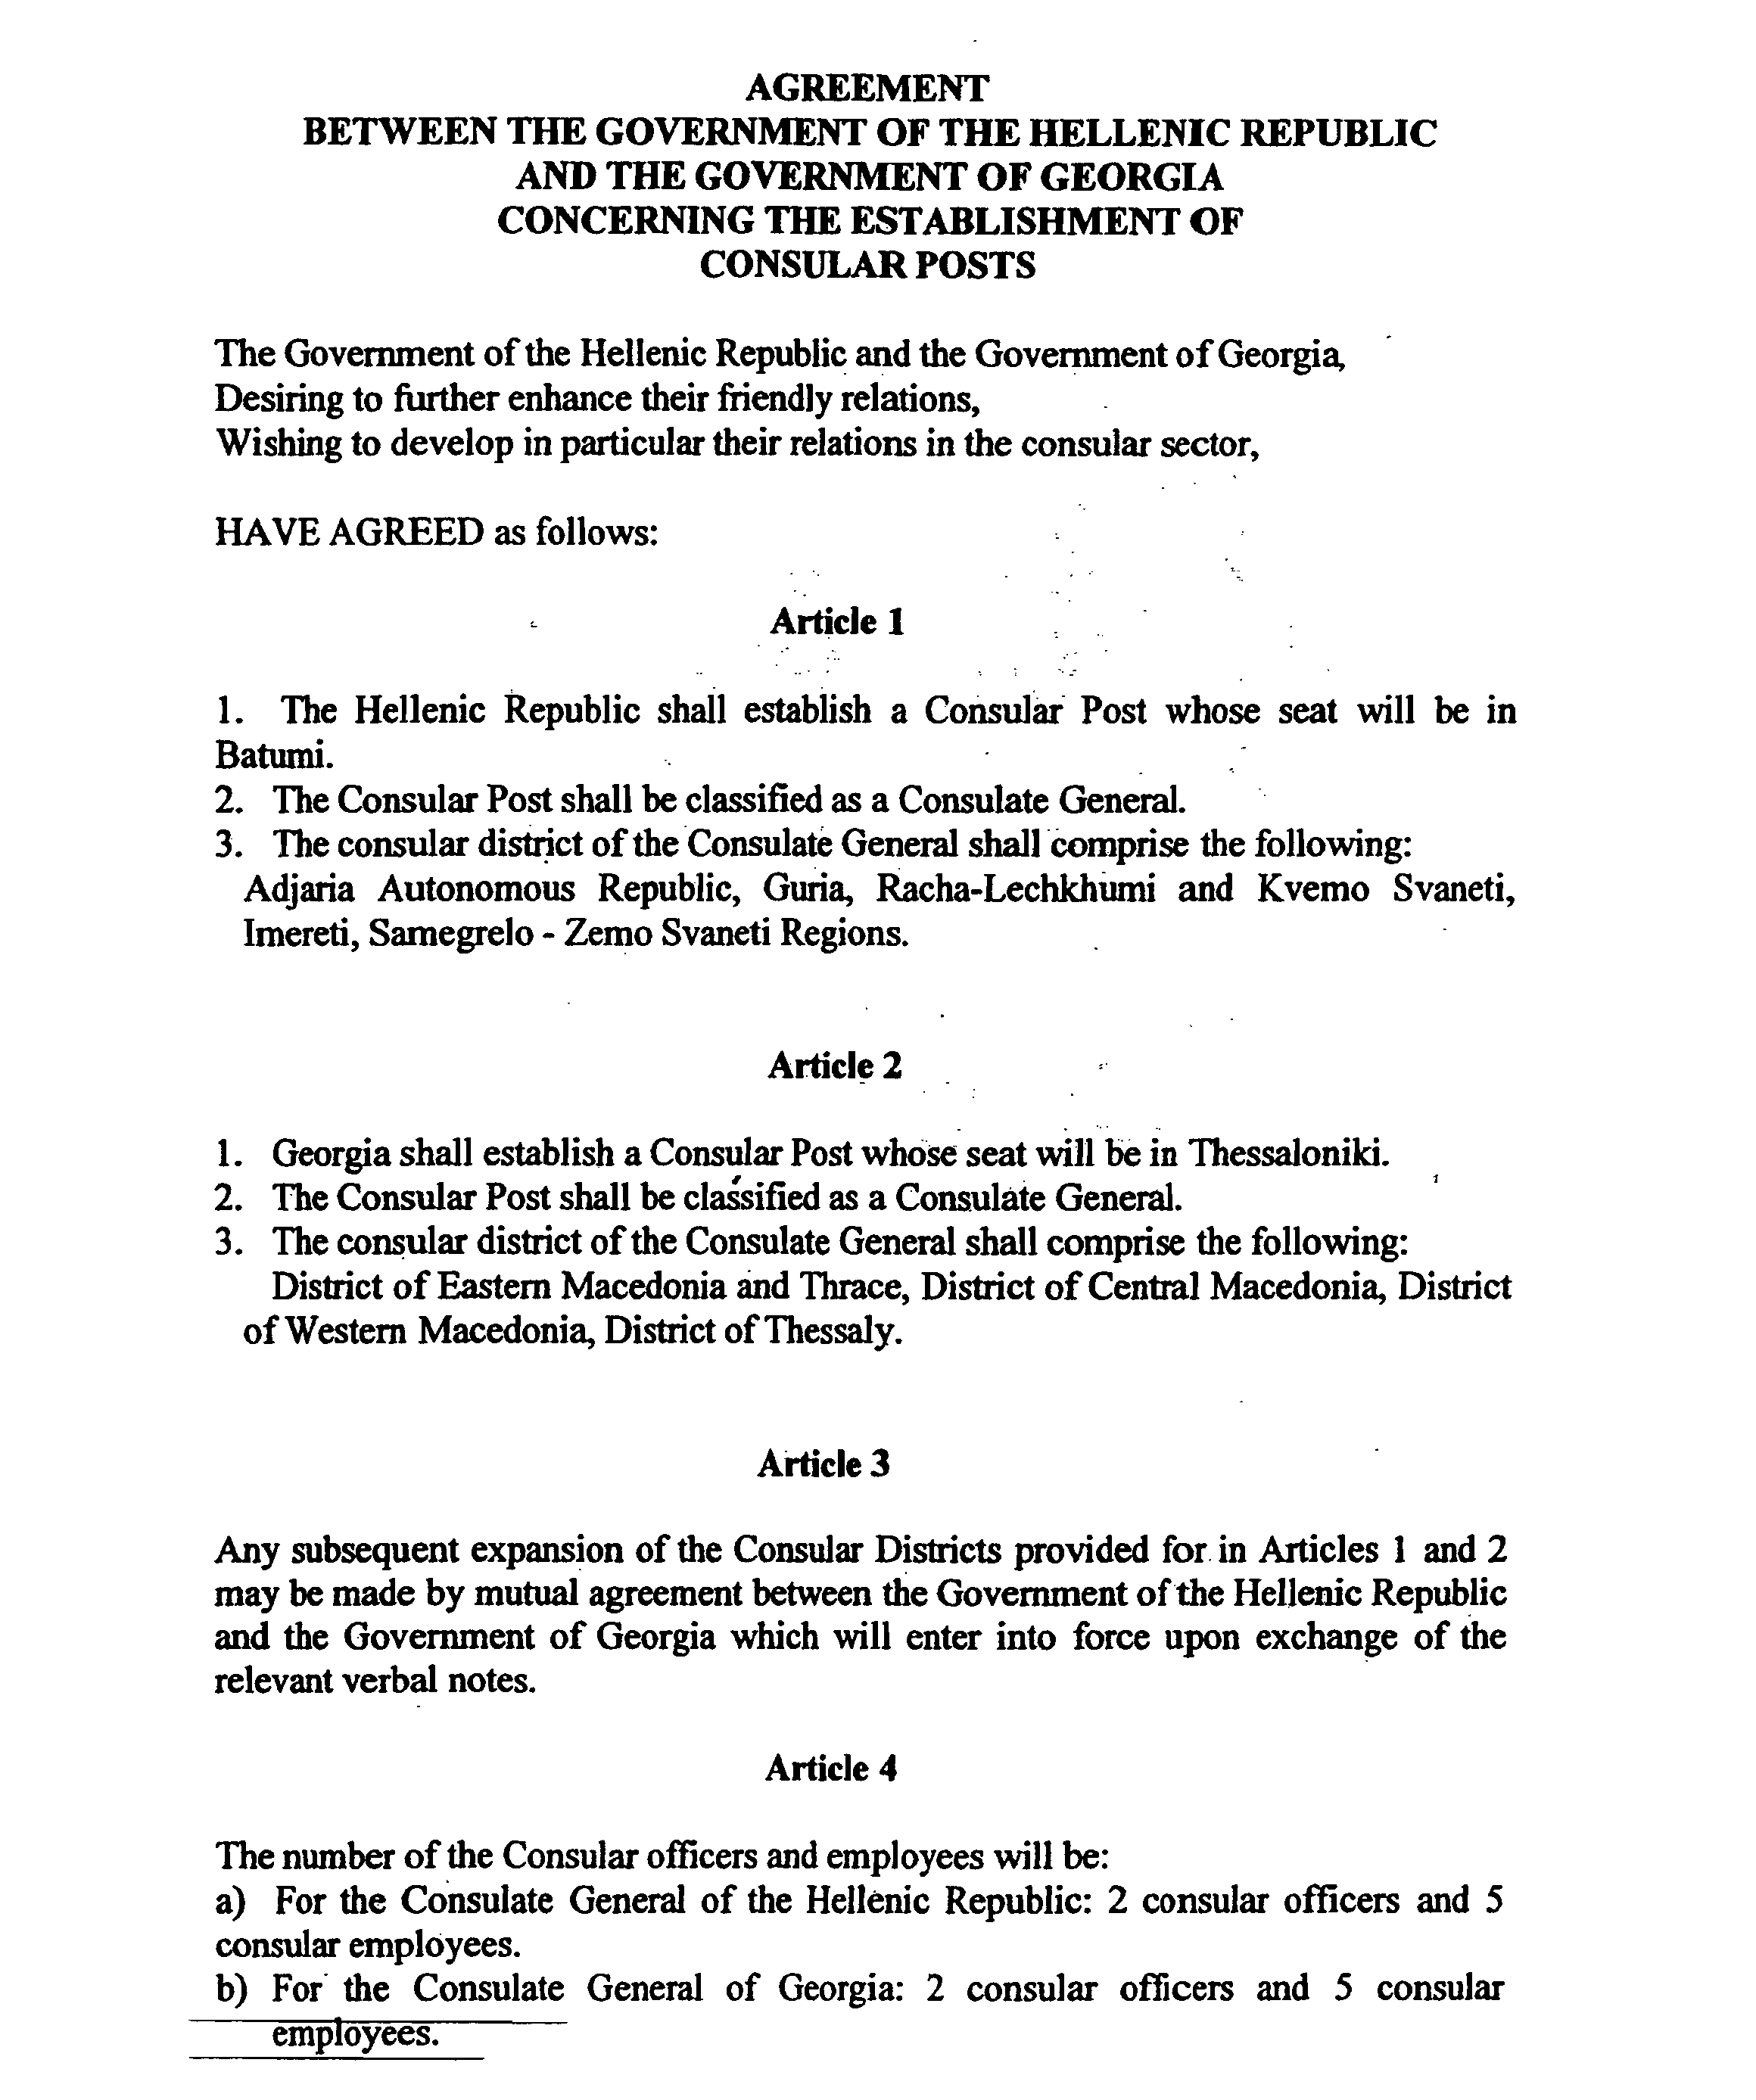 AGREEMENT
BETWEEN THE GOVERNMENT OF THE HELLENIC REPUBLIC
AND THE GOVERNMENT OF GEORGIA
CONCERNING THE ESTABLISHMENT OF
CONSULAR POSTS
The Government of the Hellenic Republic and the Government of Georgia,
Desiring to further enhance their friendly relations,
Wishing to develop in particular their relations in the consular sector,
HAVE AGREED as follows:
Article 1
1. The Hellenic Republic shall establish a Consular Post whose seat will be in
Batumi.
2. The Consular Post shall be classified as a Consulate General.
3. The consular district of the Consulate General shall comprise the following:
Adjaria Autonomous Republic, Guria, Racha-Lechkhumi and Kvemo Svaneti,
Imereti, Samegrelo - Zemo Svaneti Regions.
Article 2
1. Georgia shall establish a Consular Post whose seat will be in Thessaloniki.
2. The Consular Post shall be classified as a Consulate General.
3. The consular district of the Consulate General shall comprise the following:
District of Eastern Macedonia and Thrace, District of Central Macedonia, District
of Western Macedonia, District of Thessaly.
Article 3
Any subsequent expansion of the Consular Districts provided for in Articles 1 and 2
may be made by mutual agreement between the Government of the Hellenic Republic
and the Government of Georgia which will enter into force upon exchange of the
relevant verbal notes.
Article 4
The number of the Consular officers and employees will be:
a) For the Consulate General of the Hellenic Republic: 2 consular officers and 5
consular employees.
b) For the Consulate General of Georgia: 2 consular officers and 5 consular
employees.